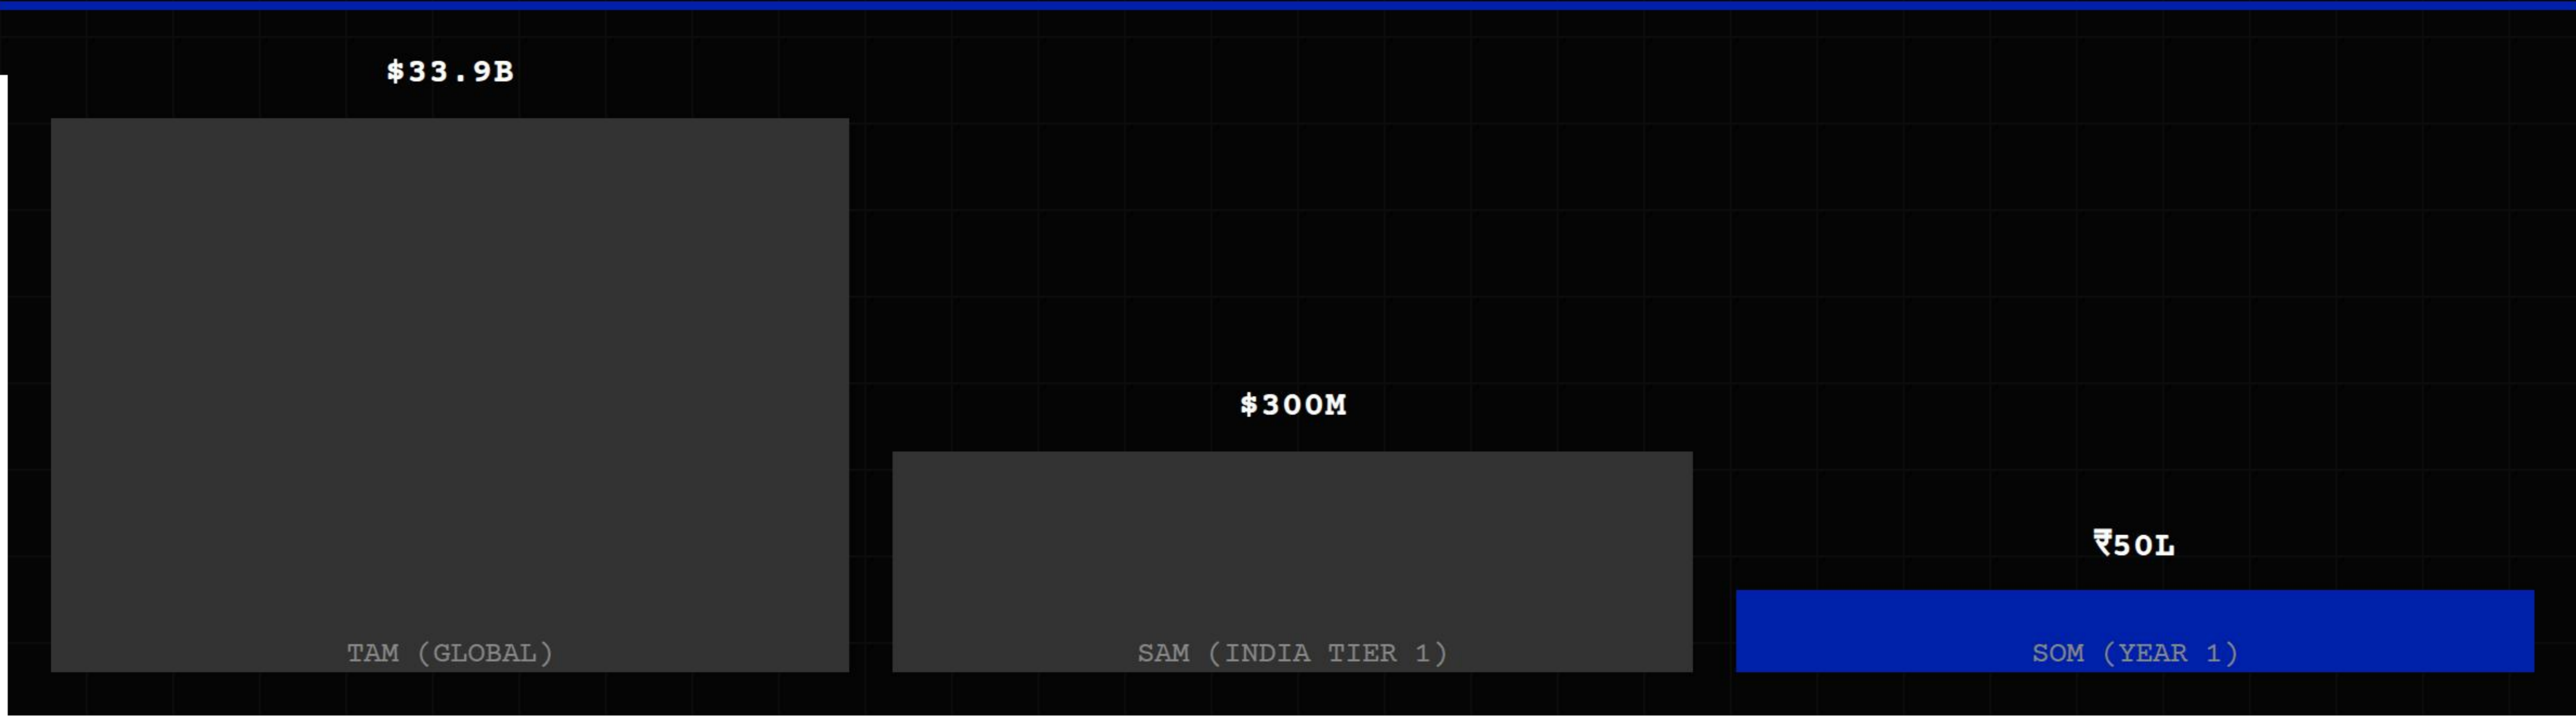 $33.9B
TAM (GLOBAL)
$300M
SAM (INDIA TIER 1)
₹50L
SOM (YEAR 1)